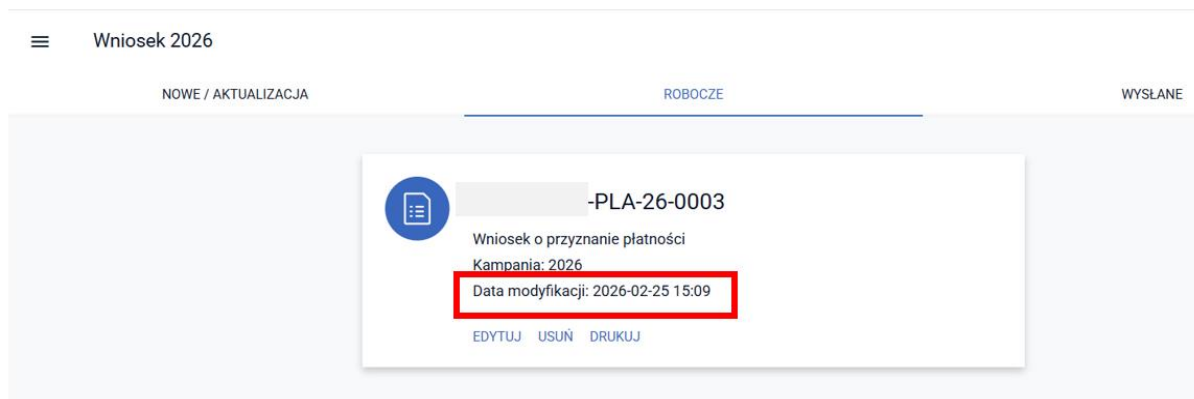 Wniosek 2026
NOWE / AKTUALIZACJA ROBOCZE WYSŁANE
-PLA-26-0003
Wniosek o przyznanie płatności
Kampania: 2026
Data modyfikacji: 2026-02-25 15:09
EDYTUJ USUŃ DRUKUJ